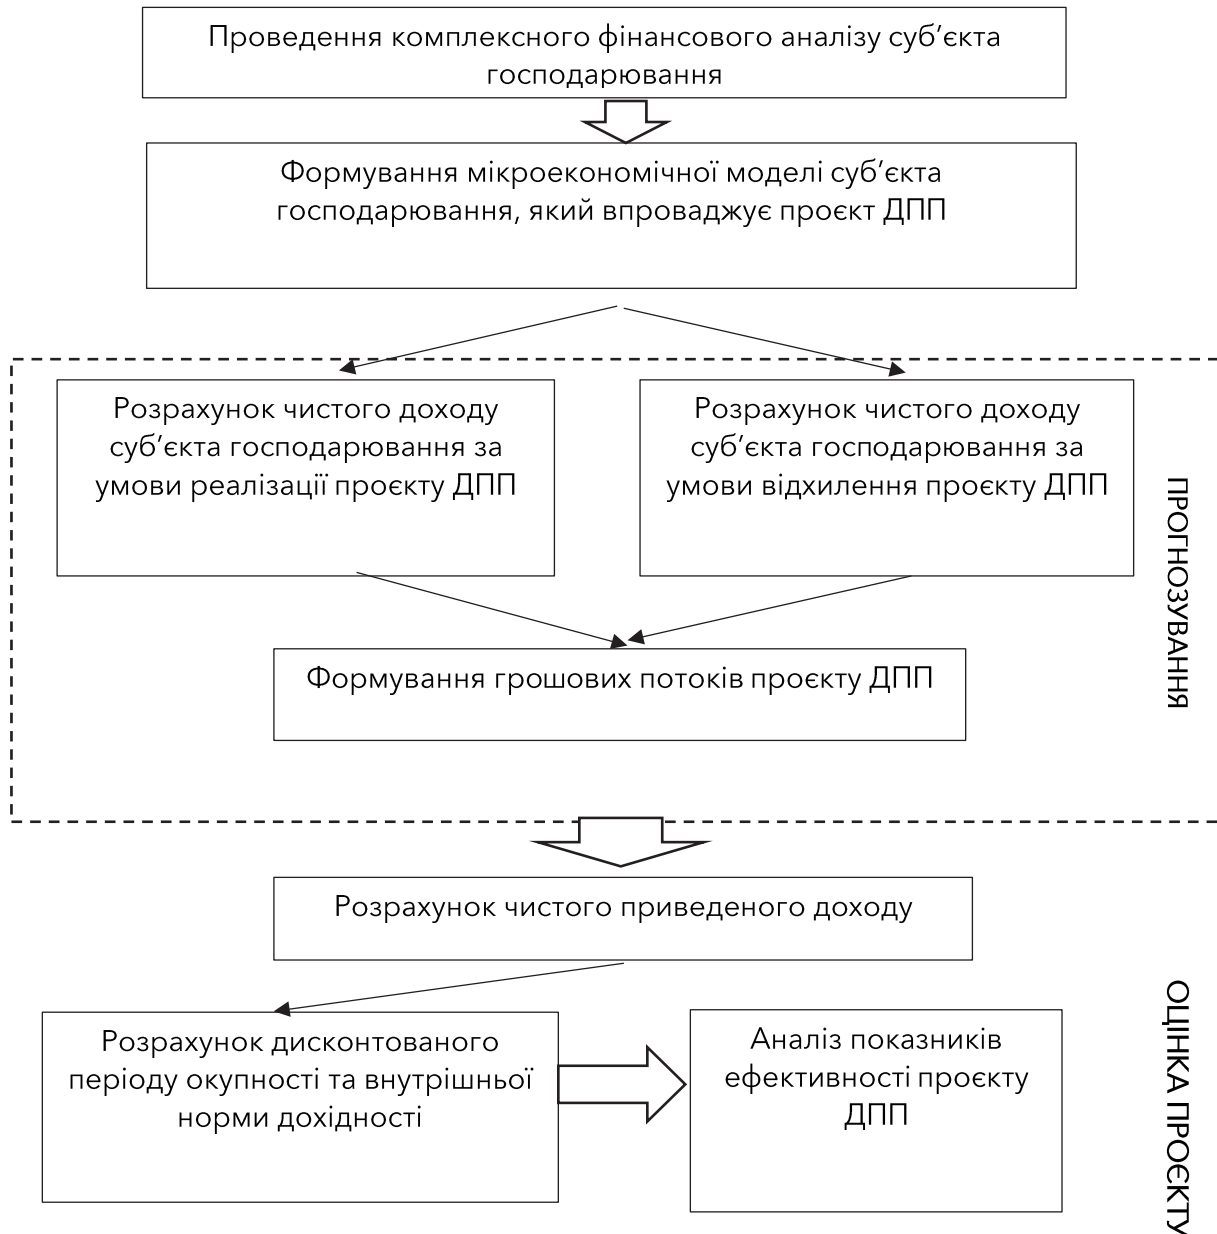 Проведення комплексного фінансового аналізу суб’єкта
господарювання
Формування мікроекономічної моделі суб’єкта
господарювання, який впроваджує проєкт ДПП
Розрахунок чистого доходу
суб’єкта господарювання за
умови реалізації проєкту ДПП
Розрахунок чистого доходу
суб’єкта господарювання за
умови відхилення проєкту ДПП
ПРОГНОЗУВАННЯ
Формування грошових потоків проєкту ДПП
Розрахунок чистого приведеного доходу
Розрахунок дисконтованого
періоду окупності та внутрішньої
норми дохідності
Аналіз показників
ефективності проєкту
ДПП
ОЦІНКА ПРОЄКТУ